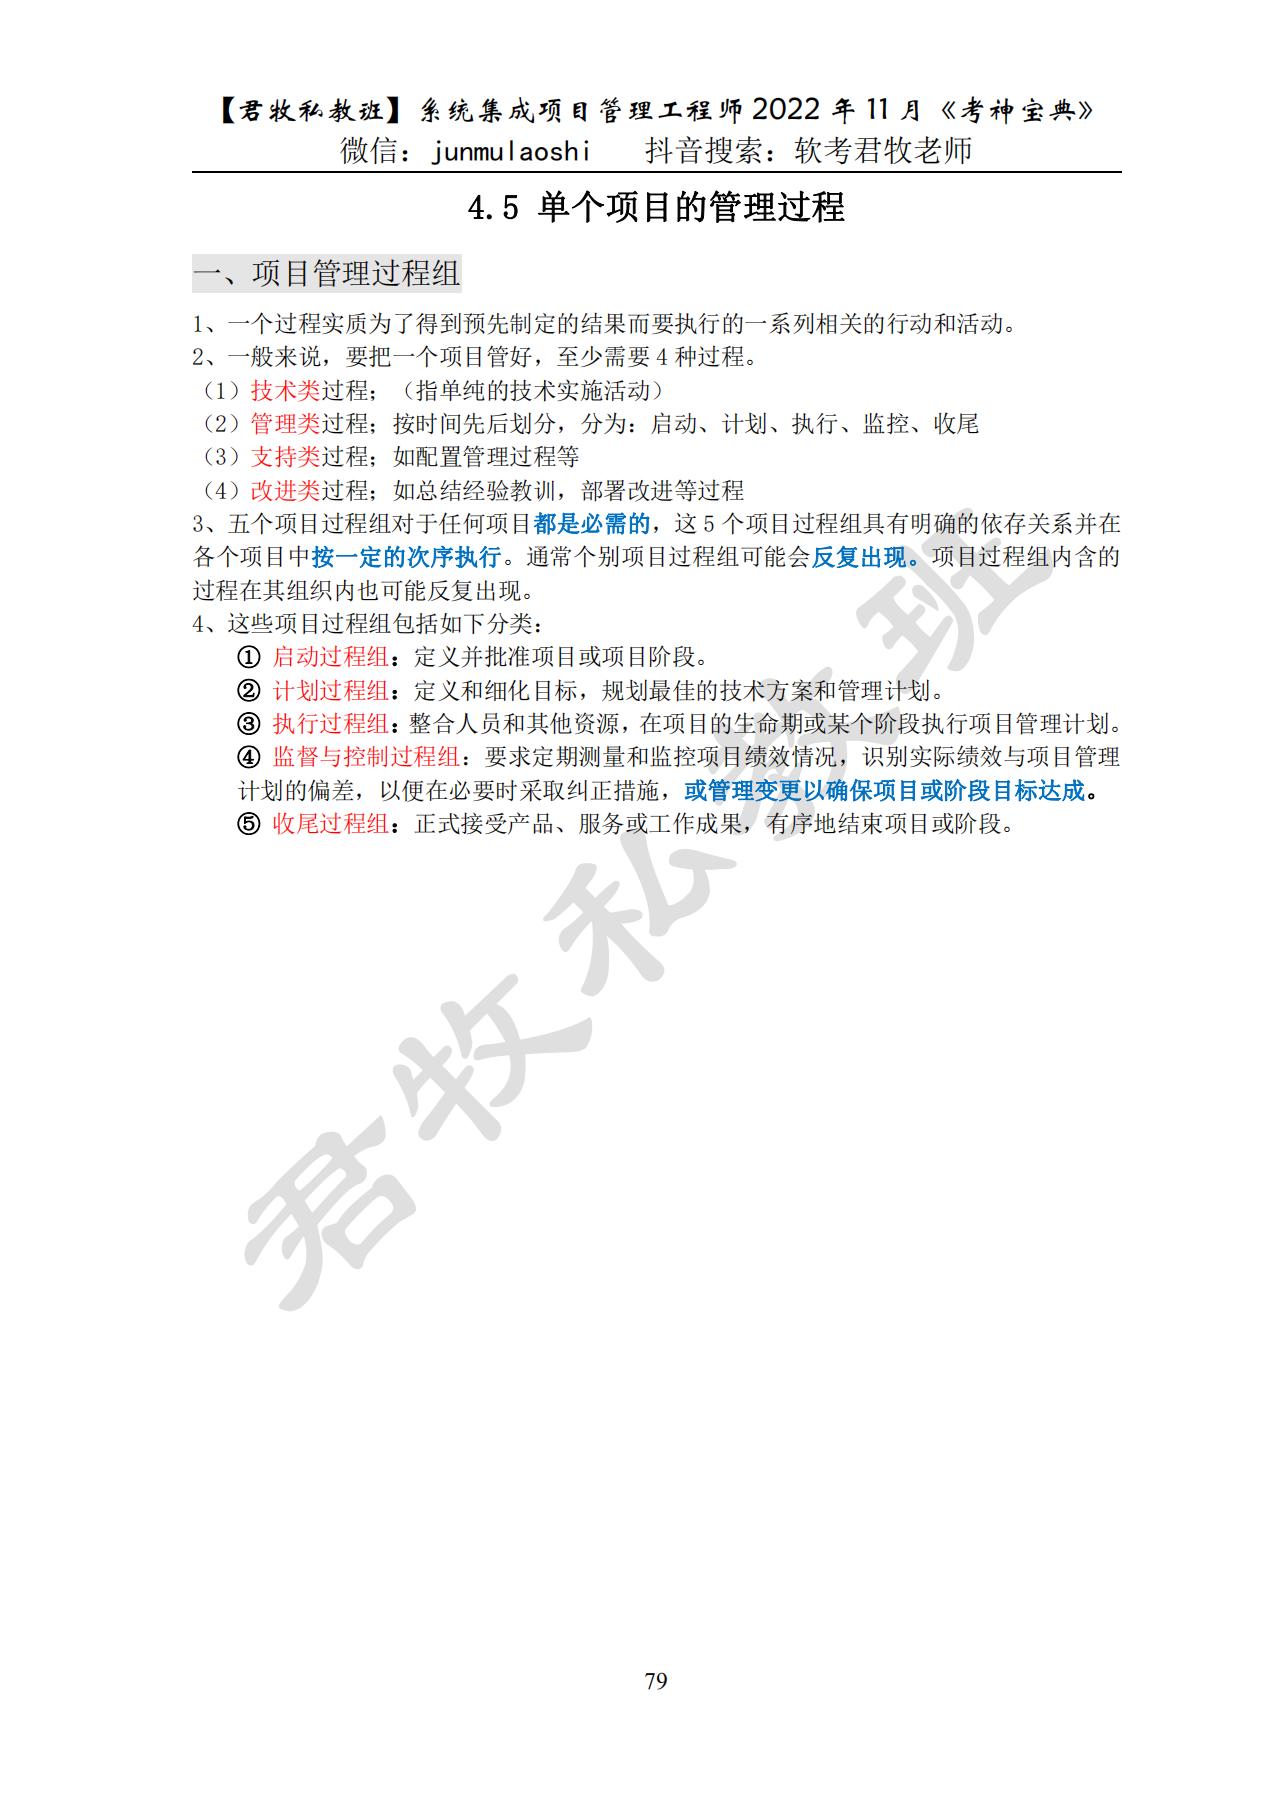 【君牧私教班】系统集成项目管理工程师 2022 年 11 月《考神宝典》
微信：junmulaoshi 抖音搜索：软考君牧老师
4.5 单个项目的管理过程
一、项目管理过程组
1、一个过程实质为了得到预先制定的结果而要执行的一系列相关的行动和活动。
2、一般来说，要把一个项目管好，至少需要 4 种过程。
（1）技术类过程；（指单纯的技术实施活动）
（2）管理类过程；按时间先后划分，分为：启动、计划、执行、监控、收尾
（3）支持类过程；如配置管理过程等
（4）改进类过程；如总结经验教训，部署改进等过程
3、五个项目过程组对于任何项目都是必需的，这 5 个项目过程组具有明确的依存关系并在
各个项目中按一定的次序执行。通常个别项目过程组可能会反复出现。项目过程组内含的
过程在其组织内也可能反复出现。
4、这些项目过程组包括如下分类：
① 启动过程组：定义并批准项目或项目阶段。
② 计划过程组：定义和细化目标，规划最佳的技术方案和管理计划。
③ 执行过程组：整合人员和其他资源，在项目的生命期或某个阶段执行项目管理计划。
④ 监督与控制过程组：要求定期测量和监控项目绩效情况，识别实际绩效与项目管理
计划的偏差，以便在必要时采取纠正措施，或管理变更以确保项目或阶段目标达成。
⑤ 收尾过程组：正式接受产品、服务或工作成果，有序地结束项目或阶段。
君牧私教班
79